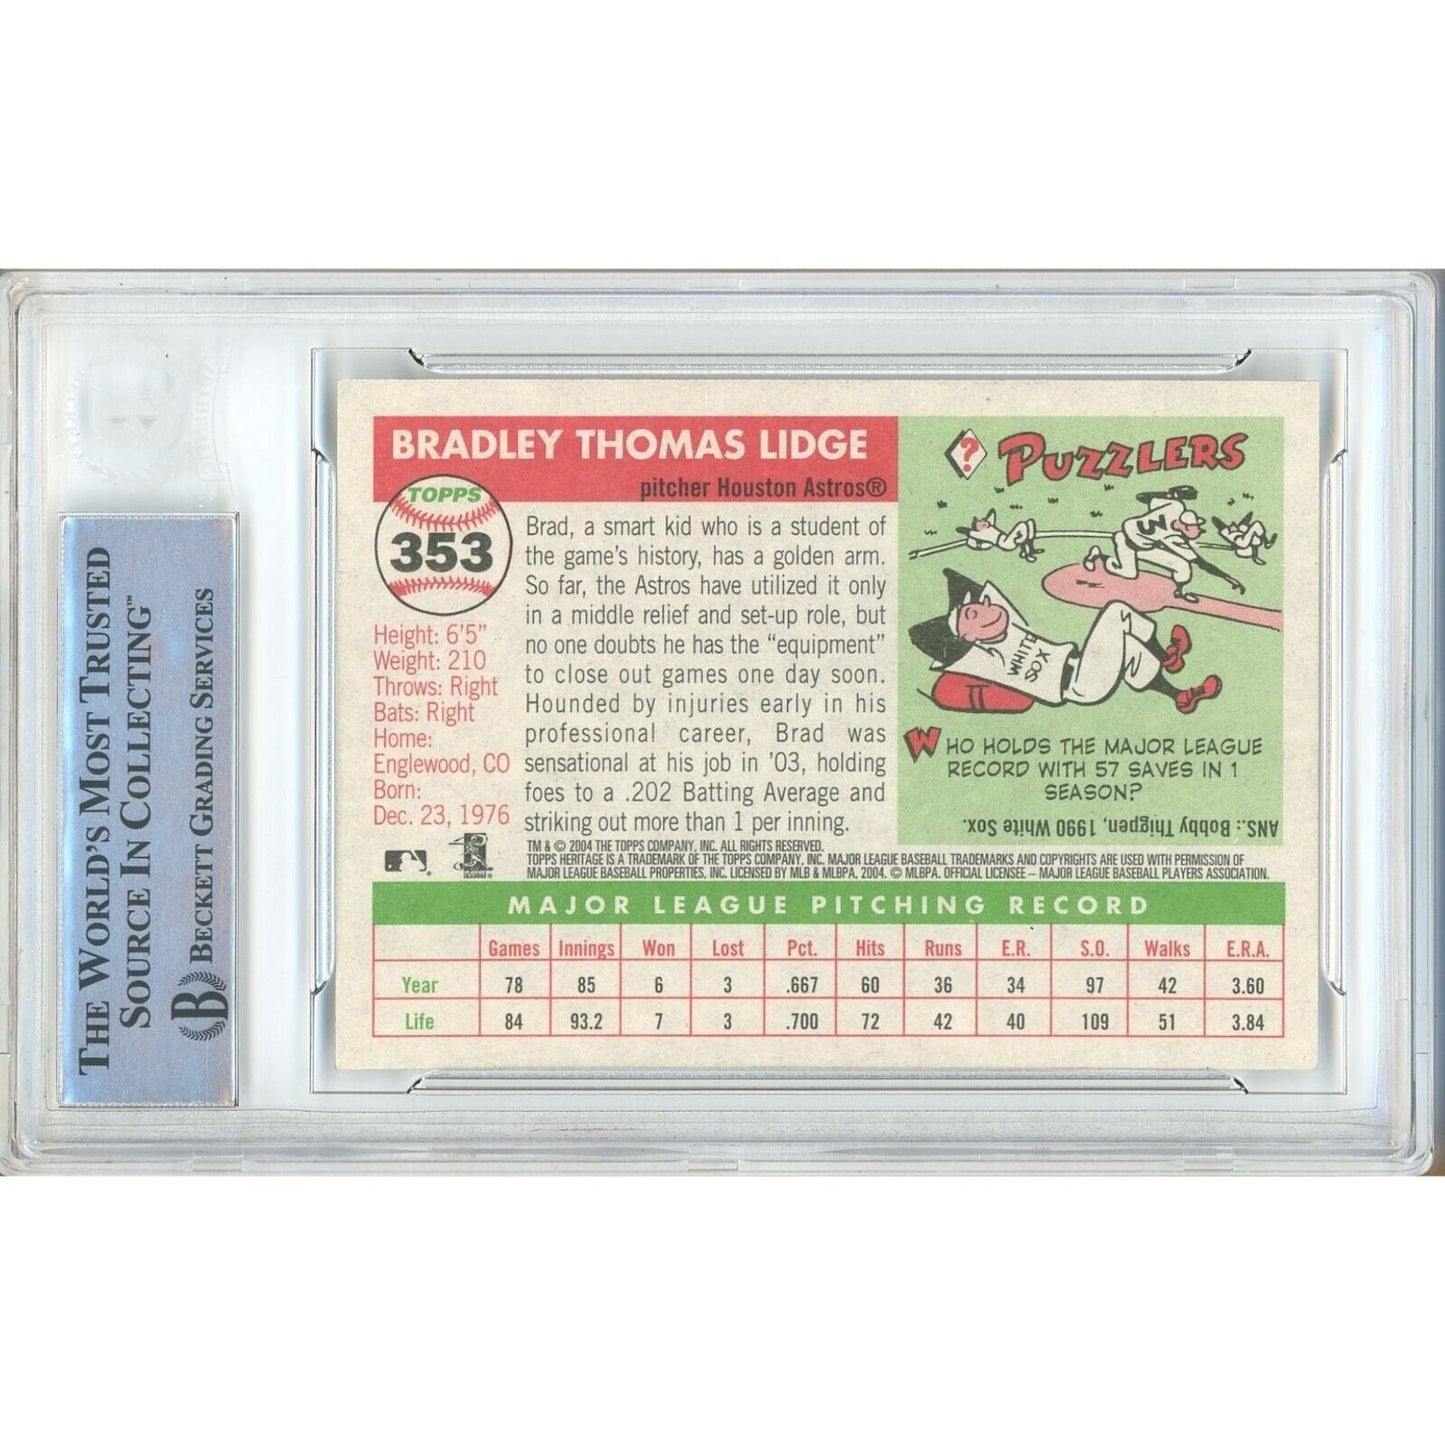 THE WORLD'S MOST TRUSTED
SOURCE IN COLLECTING™
BECKETT GRADING SERVICES
B
BRADLEY THOMAS LIDGE
pitcher Houston Astros®
TOPPS
353
Height: 6'5"
Weight: 210
Throws: Right
Bats: Right
Home:
Englewood, CO
Born:
Dec. 23, 1976
Brad, a smart kid who is a student of
the game's history, has a golden arm.
So far, the Astros have utilized it only
in a middle relief and set-up role, but
no one doubts he has the "equipment"
to close out games one day soon.
Hounded by injuries early in his
professional career, Brad was
sensational at his job in '03, holding
foes to a .202 Batting Average and
striking out more than 1 per inning.
? PUZZLERS
WHITE
SOX
WHO HOLDS THE MAJOR LEAGUE
RECORD WITH 57 SAVES IN 1
SEASON?
ANS.: Bobby Thigpen, 1990 White Sox.
TM & © 2004 THE TOPPS COMPANY, INC. ALL RIGHTS RESERVED.
TOPPS HERITAGE IS A TRADEMARK OF THE TOPPS COMPANY, INC. MAJOR LEAGUE BASEBALL TRADEMARKS AND COPYRIGHTS ARE USED WITH PERMISSION OF
MAJOR LEAGUE BASEBALL PROPERTIES, INC. LICENSED BY MLB & MLBPA, 2004. © MLBPA. OFFICIAL LICENSEE – MAJOR LEAGUE BASEBALL PLAYERS ASSOCIATION.
MAJOR LEAGUE PITCHING RECORD
Games Innings Won Lost Pct. Hits Runs E.R. S.O. Walks E.R.A.
Year 78 85 6 3 .667 60 36 34 97 42 3.60
Life 84 93.2 7 3 .700 72 42 40 109 51 3.84